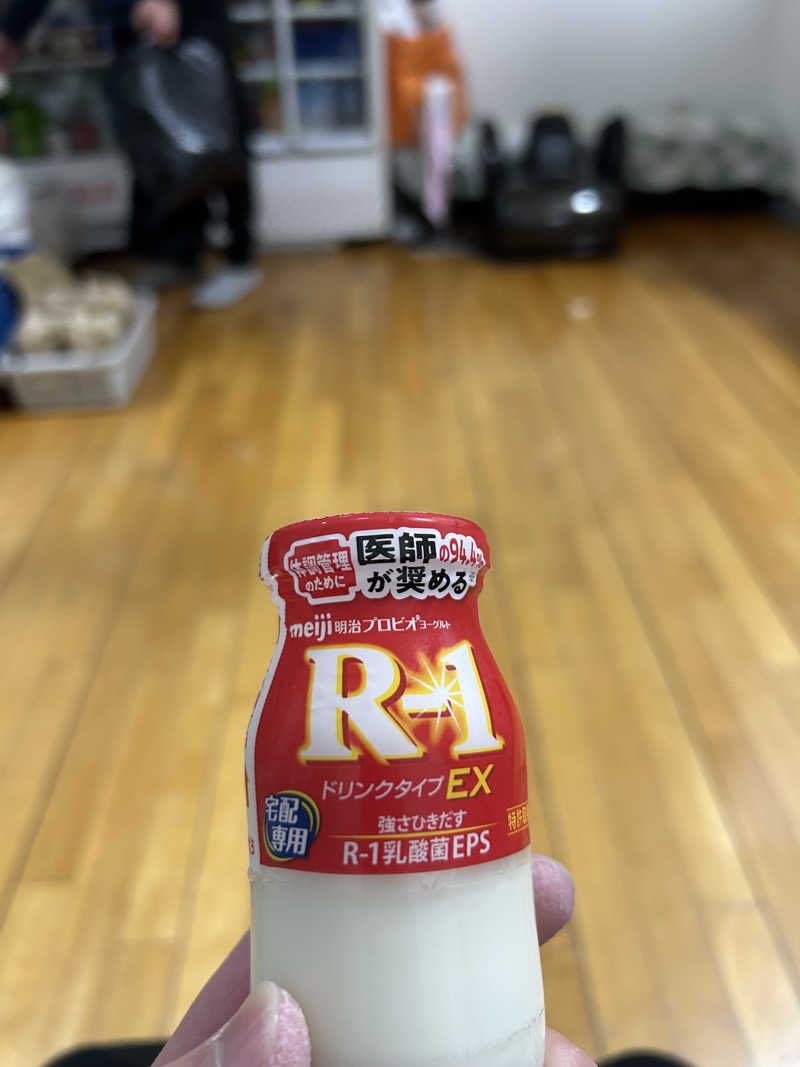 体調管理
のために
医師の94.4%
が奨める
meiji 明治プロビオヨーグルト
R-1
ドリンクタイプ EX
宅配
専用
強さひきだす
R-1乳酸菌EPS
特許